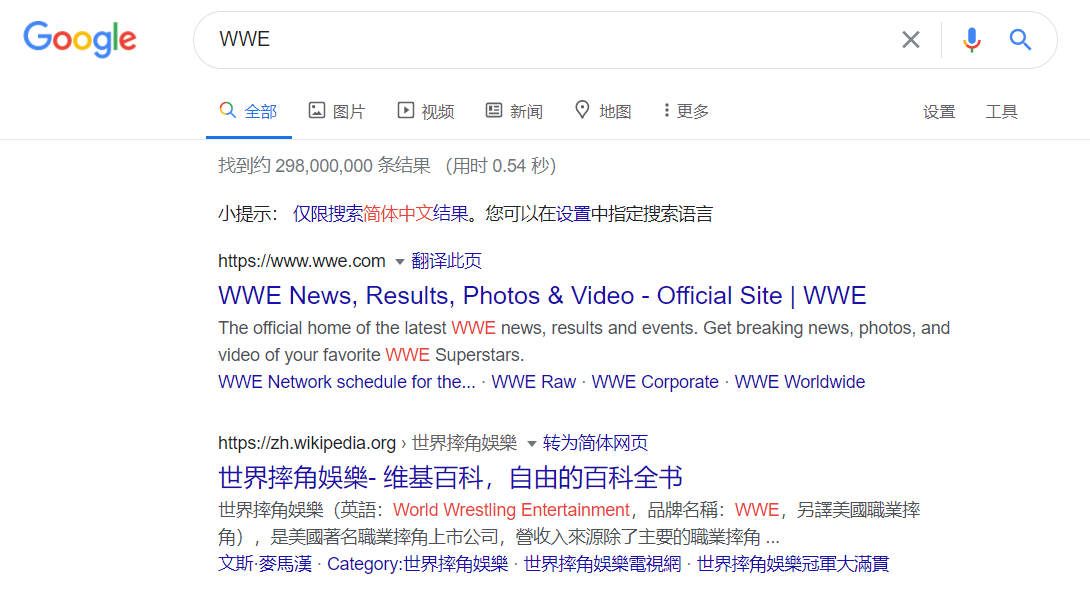 Google
WWE
全部 图片 视频 新闻 地图 更多 设置 工具
找到约 298,000,000 条结果 （用时 0.54 秒）
小提示： 仅限搜索简体中文结果。您可以在设置中指定搜索语言
https://www.wwe.com 翻译此页
WWE News, Results, Photos & Video - Official Site | WWE
The official home of the latest WWE news, results and events. Get breaking news, photos, and
video of your favorite WWE Superstars.
WWE Network schedule for the... · WWE Raw · WWE Corporate · WWE Worldwide
https://zh.wikipedia.org › 世界摔角娛樂 转为简体网页
世界摔角娛樂- 维基百科，自由的百科全书
世界摔角娛樂（英語：World Wrestling Entertainment，品牌名稱：WWE，另譯美國職業摔
角），是美國著名職業摔角上市公司，營收入來源除了主要的職業摔角 ...
文斯·麥馬漢 · Category:世界摔角娛樂 · 世界摔角娛樂電視網 · 世界摔角娛樂冠軍大滿貫